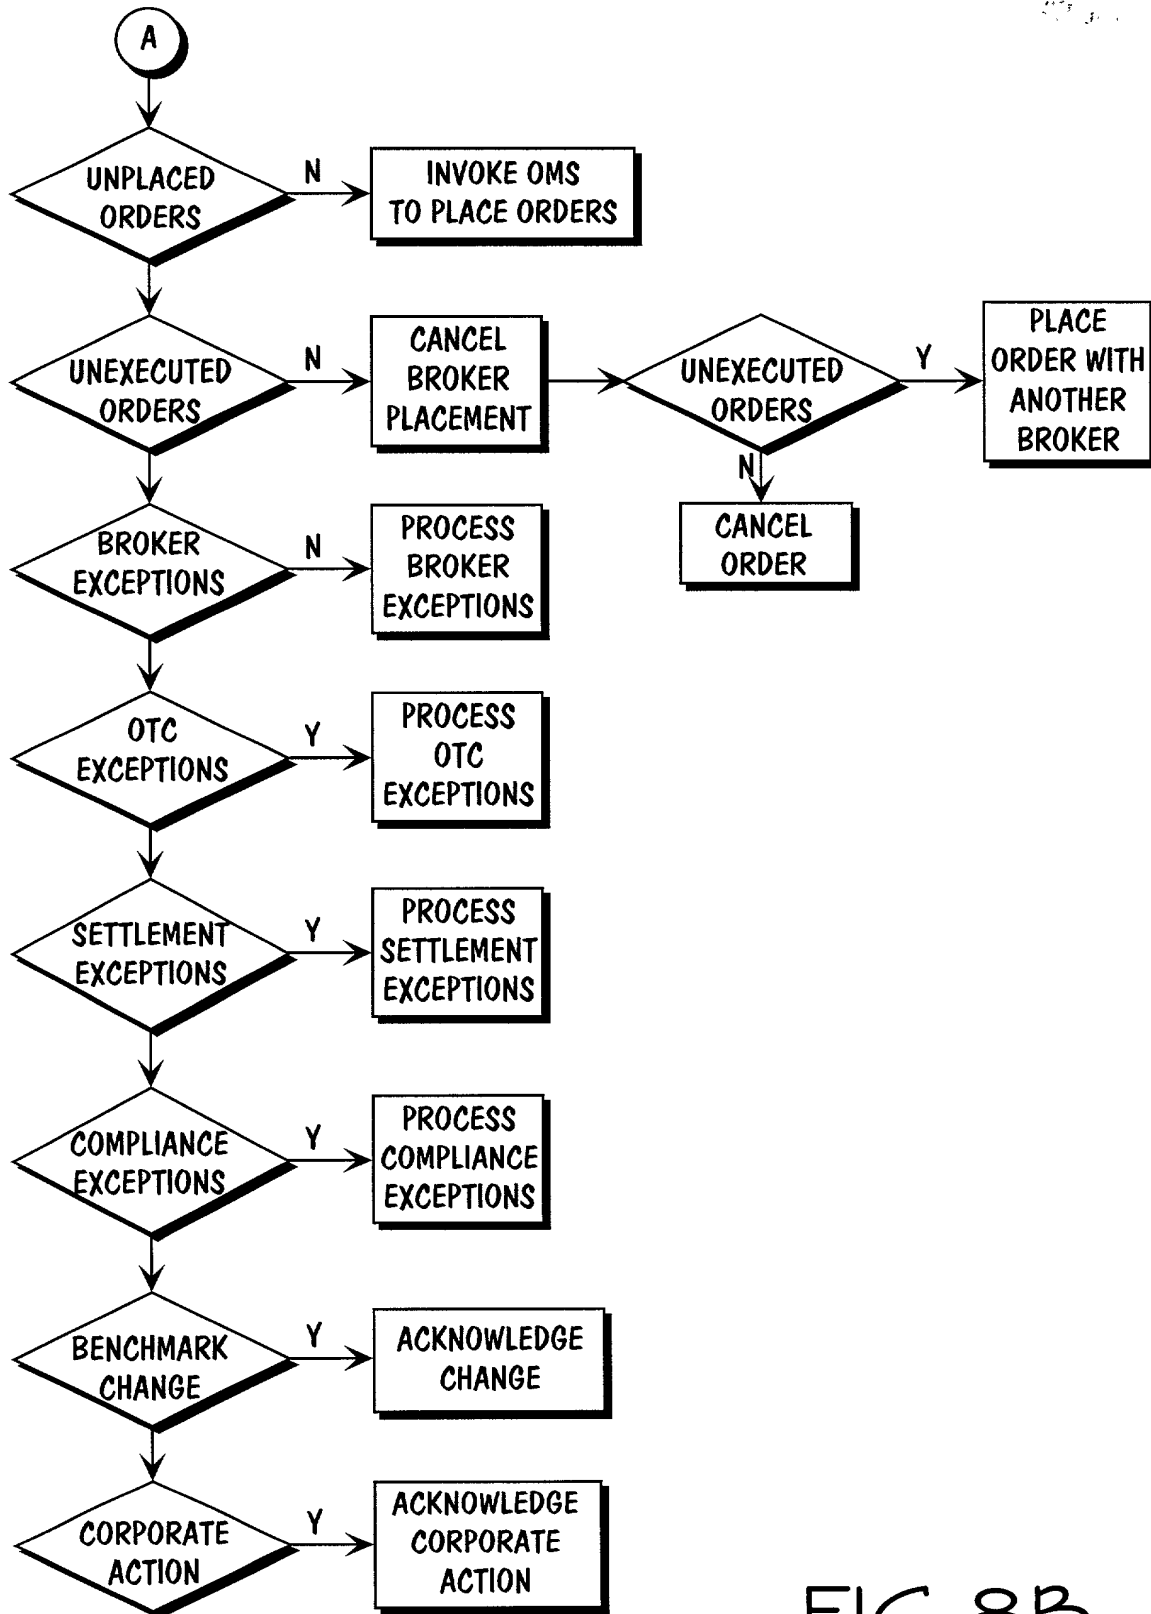 A
UNPLACED
ORDERS
N
INVOKE OMS
TO PLACE ORDERS
UNEXECUTED
ORDERS
N
CANCEL
BROKER
PLACEMENT
UNEXECUTED
ORDERS
Y
PLACE
ORDER WITH
ANOTHER
BROKER
N
CANCEL
ORDER
BROKER
EXCEPTIONS
N
PROCESS
BROKER
EXCEPTIONS
OTC
EXCEPTIONS
Y
PROCESS
OTC
EXCEPTIONS
SETTLEMENT
EXCEPTIONS
Y
PROCESS
SETTLEMENT
EXCEPTIONS
COMPLIANCE
EXCEPTIONS
Y
PROCESS
COMPLIANCE
EXCEPTIONS
BENCHMARK
CHANGE
Y
ACKNOWLEDGE
CHANGE
CORPORATE
ACTION
Y
ACKNOWLEDGE
CORPORATE
ACTION
FIG. 8B